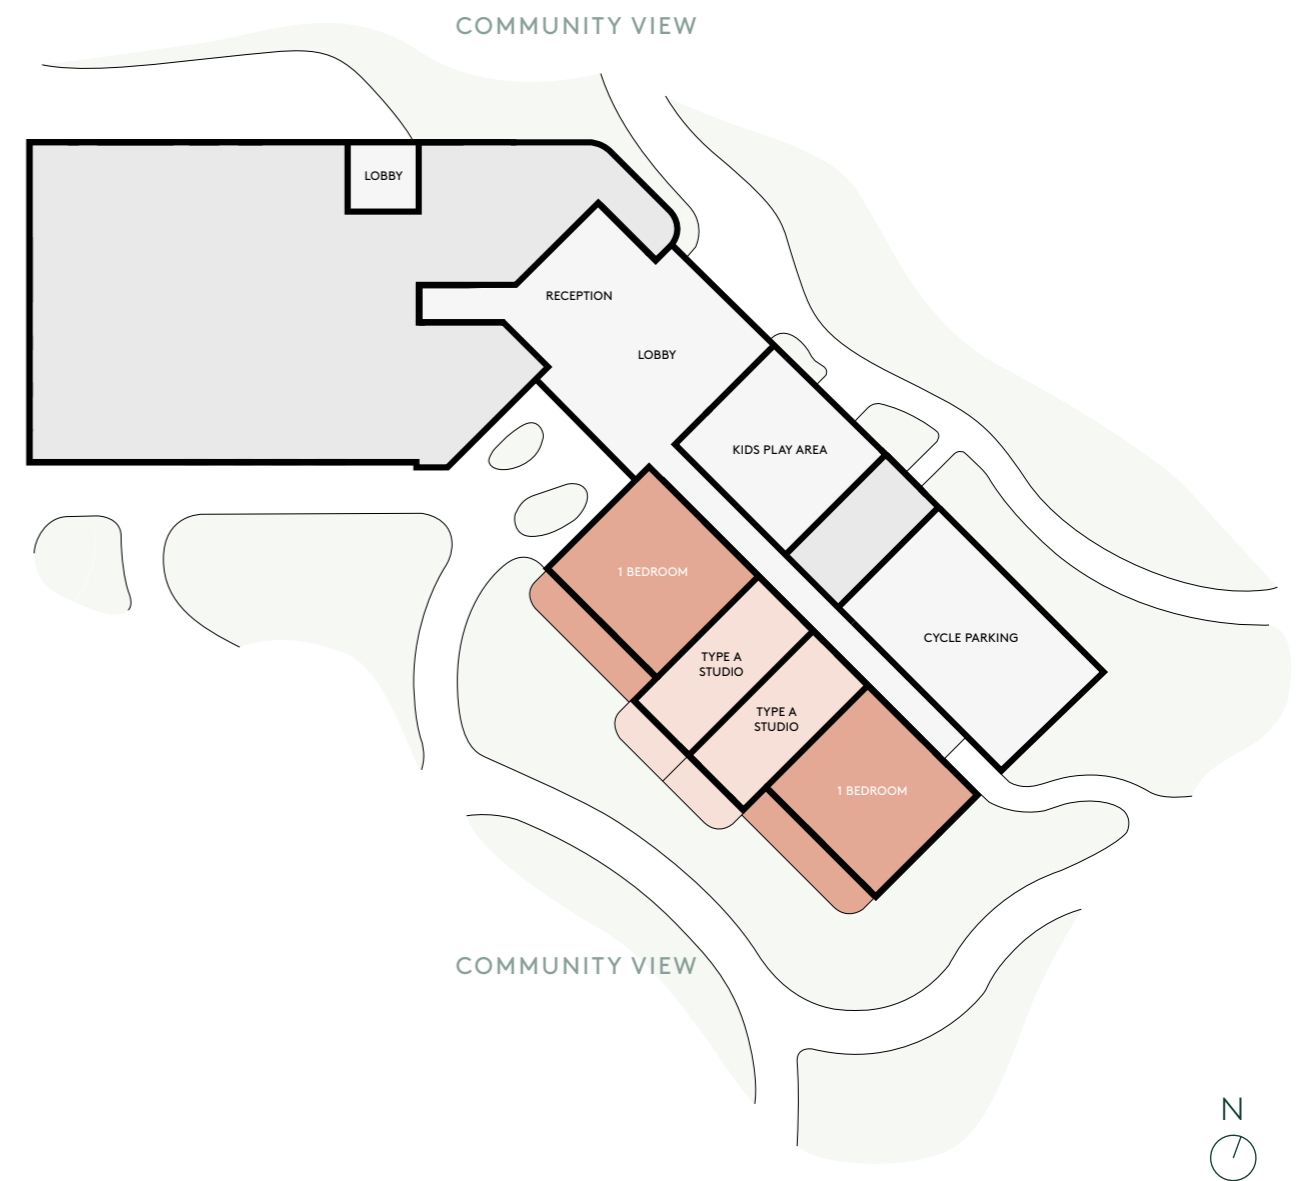 COMMUNITY VIEW
LOBBY
RECEPTION
LOBBY
KIDS PLAY AREA
1 BEDROOM
CYCLE PARKING
TYPE A
STUDIO
TYPE A
STUDIO
1 BEDROOM
COMMUNITY VIEW
N